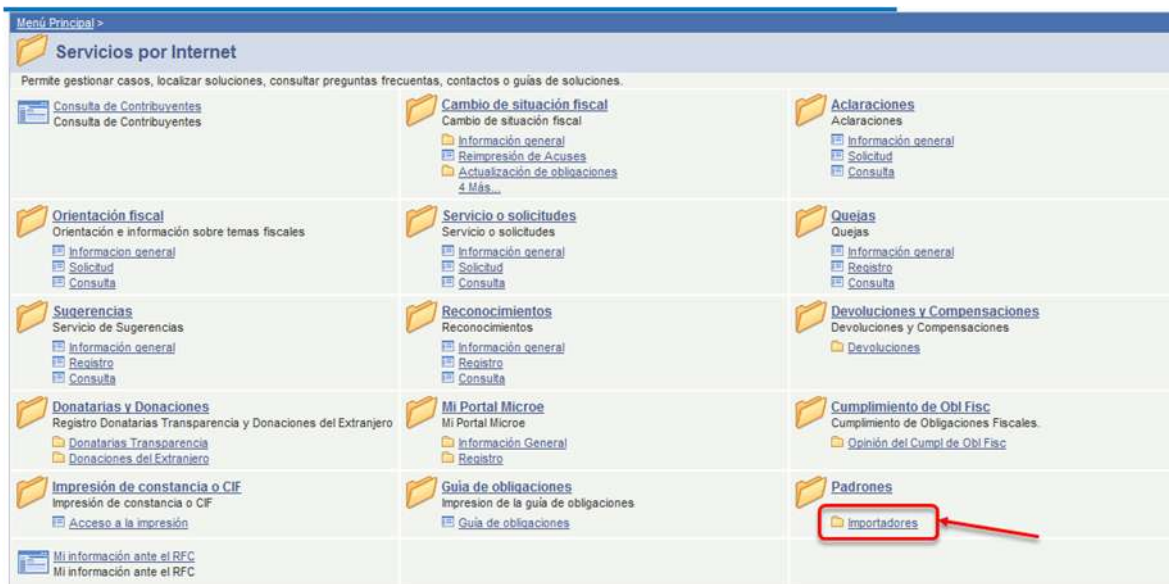 Menú Principal >
Servicios por Internet
Permite gestionar casos, localizar soluciones, consultar preguntas frecuentas, contactos o guías de soluciones.
Consulta de Contribuyentes
Consulta de Contribuyentes
Cambio de situación fiscal
Cambio de situación fiscal
Información general
Reimpresión de Acuses
Actualización de obligaciones
4 Más...
Aclaraciones
Aclaraciones
Información general
Solicitud
Consulta
Orientación fiscal
Orientación e información sobre temas fiscales
Informacion general
Solicitud
Consulta
Servicio o solicitudes
Servicio o solicitudes
Información general
Solicitud
Consulta
Quejas
Quejas
Información general
Registro
Consulta
Sugerencias
Servicio de Sugerencias
Información general
Registro
Consulta
Reconocimientos
Reconocimientos
Información general
Registro
Consulta
Devoluciones y Compensaciones
Devoluciones y Compensaciones
Devoluciones
Donatarias y Donaciones
Registro Donatarias Transparencia y Donaciones del Extranjero
Donatarias Transparencia
Donaciones del Extranjero
Mi Portal Microe
Mi Portal Microe
Información General
Registro
Cumplimiento de Obl Fisc
Cumplimiento de Obligaciones Fiscales.
Opinión del Cumpl de Obl Fisc
Impresión de constancia o CIF
Impresión de constancia o CIF
Acceso a la impresión
Guía de obligaciones
Impresion de la guía de obligaciones
Guía de obligaciones
Padrones
Importadores
Mi información ante el RFC
Mi información ante el RFC